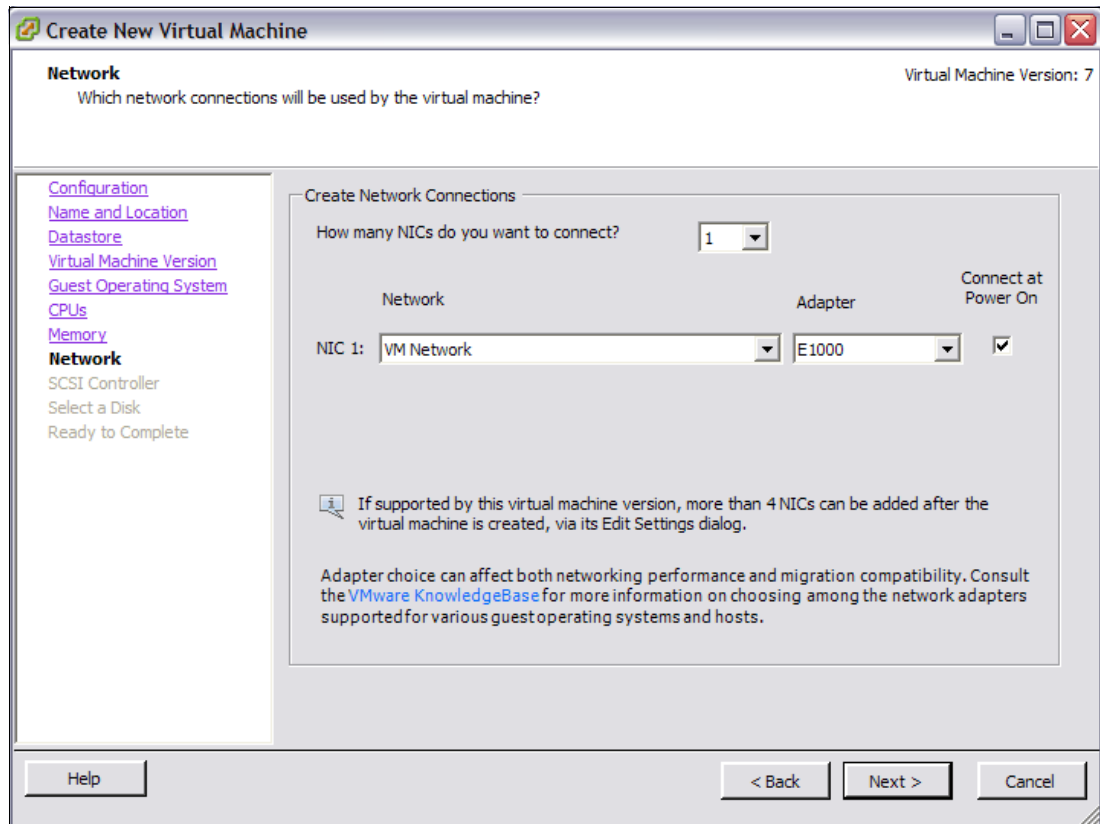 Create New Virtual Machine
Network
Virtual Machine Version: 7
Which network connections will be used by the virtual machine?
Configuration
Name and Location
Datastore
Virtual Machine Version
Guest Operating System
CPUs
Memory
Network
SCSI Controller
Select a Disk
Ready to Complete
Create Network Connections
How many NICs do you want to connect?
1
Network
Adapter
Connect at
Power On
NIC 1:
VM Network
E1000
If supported by this virtual machine version, more than 4 NICs can be added after the
virtual machine is created, via its Edit Settings dialog.
Adapter choice can affect both networking performance and migration compatibility. Consult
the VMware KnowledgeBase for more information on choosing among the network adapters
supported for various guest operating systems and hosts.
Help
< Back
Next >
Cancel